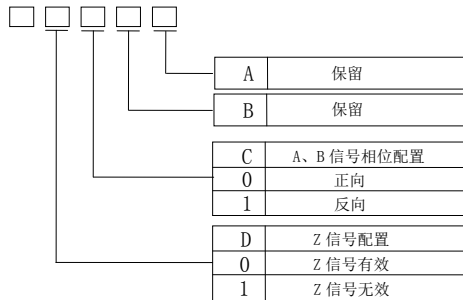 A 保留
B 保留
C A、B 信号相位配置
0 正向
1 反向
D Z 信号配置
0 Z 信号有效
1 Z 信号无效